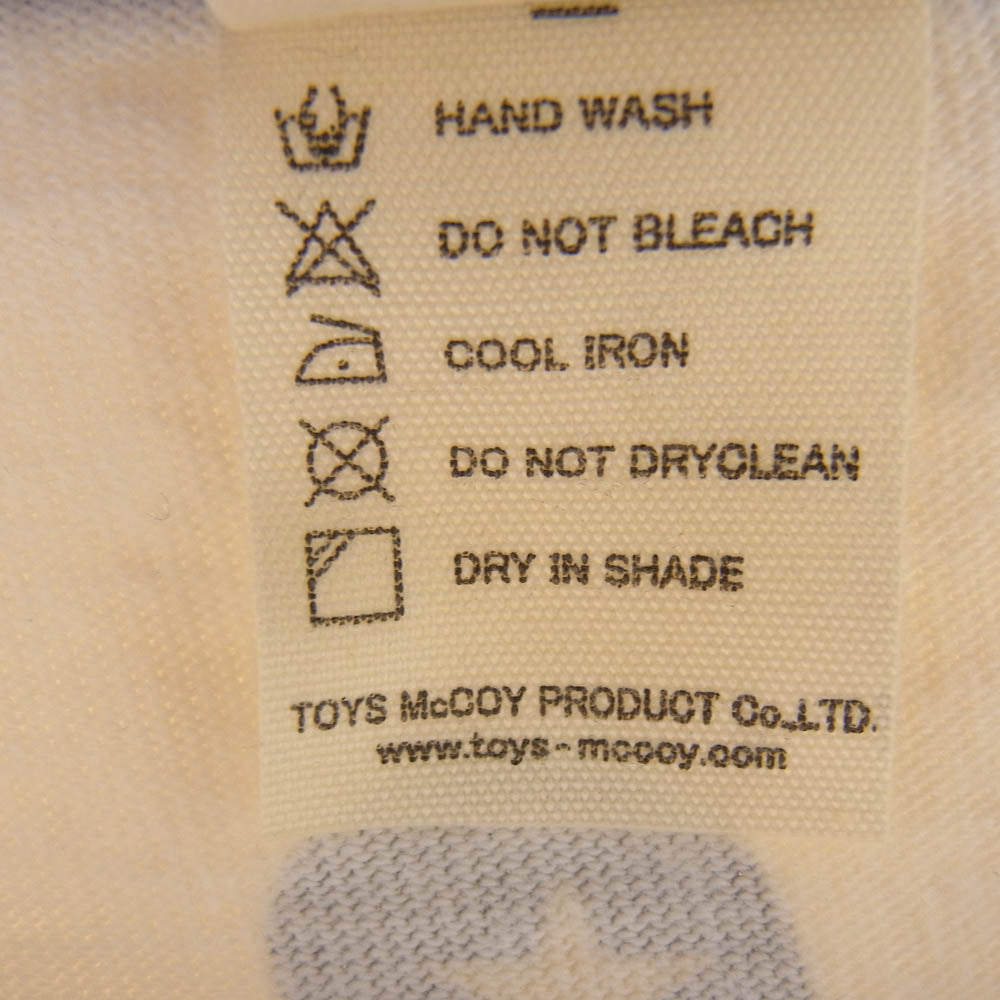 HAND WASH
DO NOT BLEACH
COOL IRON
DO NOT DRYCLEAN
DRY IN SHADE
TOYS McCOY PRODUCT Co.,LTD.
www.toys-mccoy.com